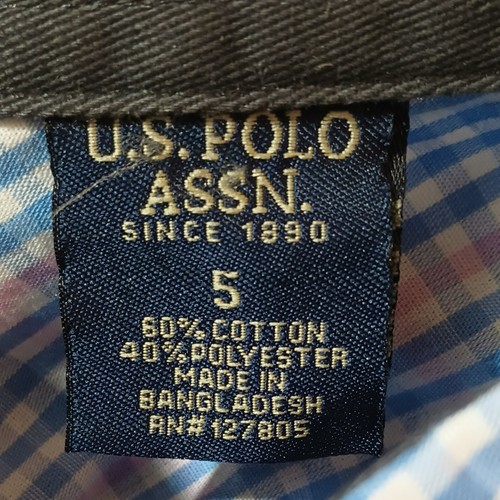 U.S. POLO
ASSN.
SINCE 1890
5
60% COTTON
40% POLYESTER
MADE IN
BANGLADESH
RN# 127805